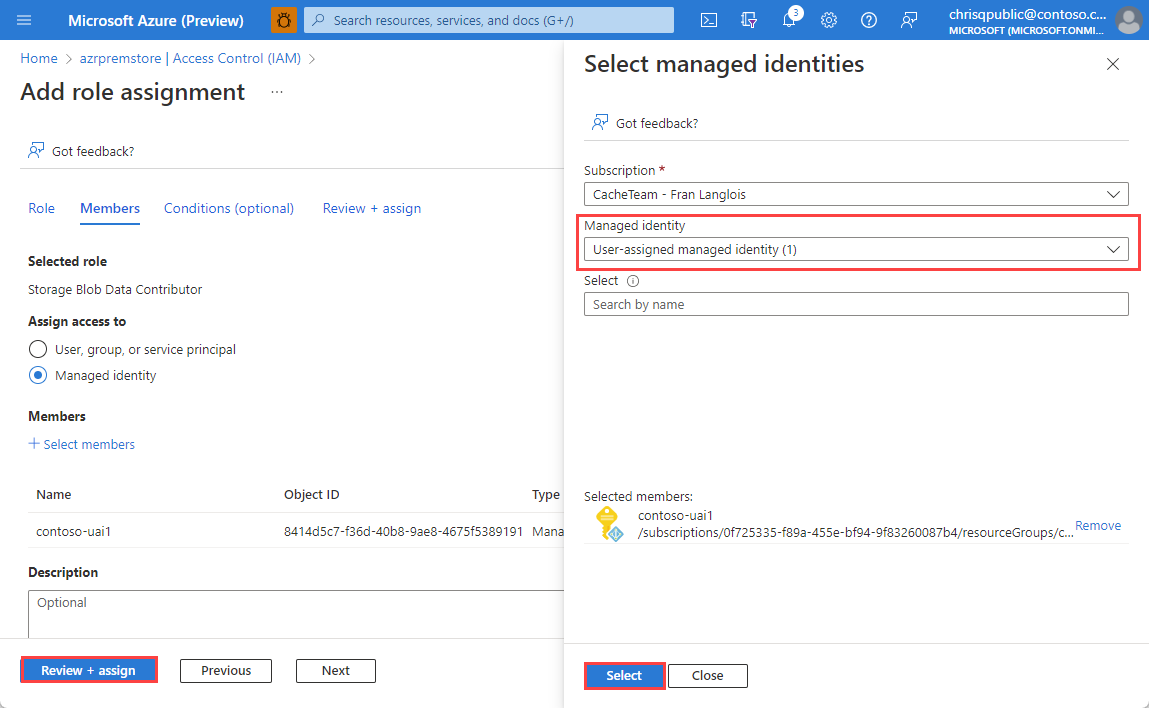 Microsoft Azure (Preview)
Search resources, services, and docs (G+/)
3
chrisqpublic@contoso.c...
MICROSOFT (MICROSOFT.ONMI...
Home > azrpremstore | Access Control (IAM) >
Add role assignment ...
Got feedback?
Role Members Conditions (optional) Review + assign
Selected role
Storage Blob Data Contributor
Assign access to
User, group, or service principal
Managed identity
Members
+ Select members
Name Object ID Type
contoso-uai1 8414d5c7-f36d-40b8-9ae8-4675f5389191 Mana
Description
Optional
Review + assign Previous Next
Select managed identities
Got feedback?
Subscription *
CacheTeam - Fran Langlois
Managed identity
User-assigned managed identity (1)
Select
Search by name
Selected members:
contoso-uai1
/subscriptions/0f725335-f89a-455e-bf94-9f83260087b4/resourceGroups/c...
Remove
Select Close